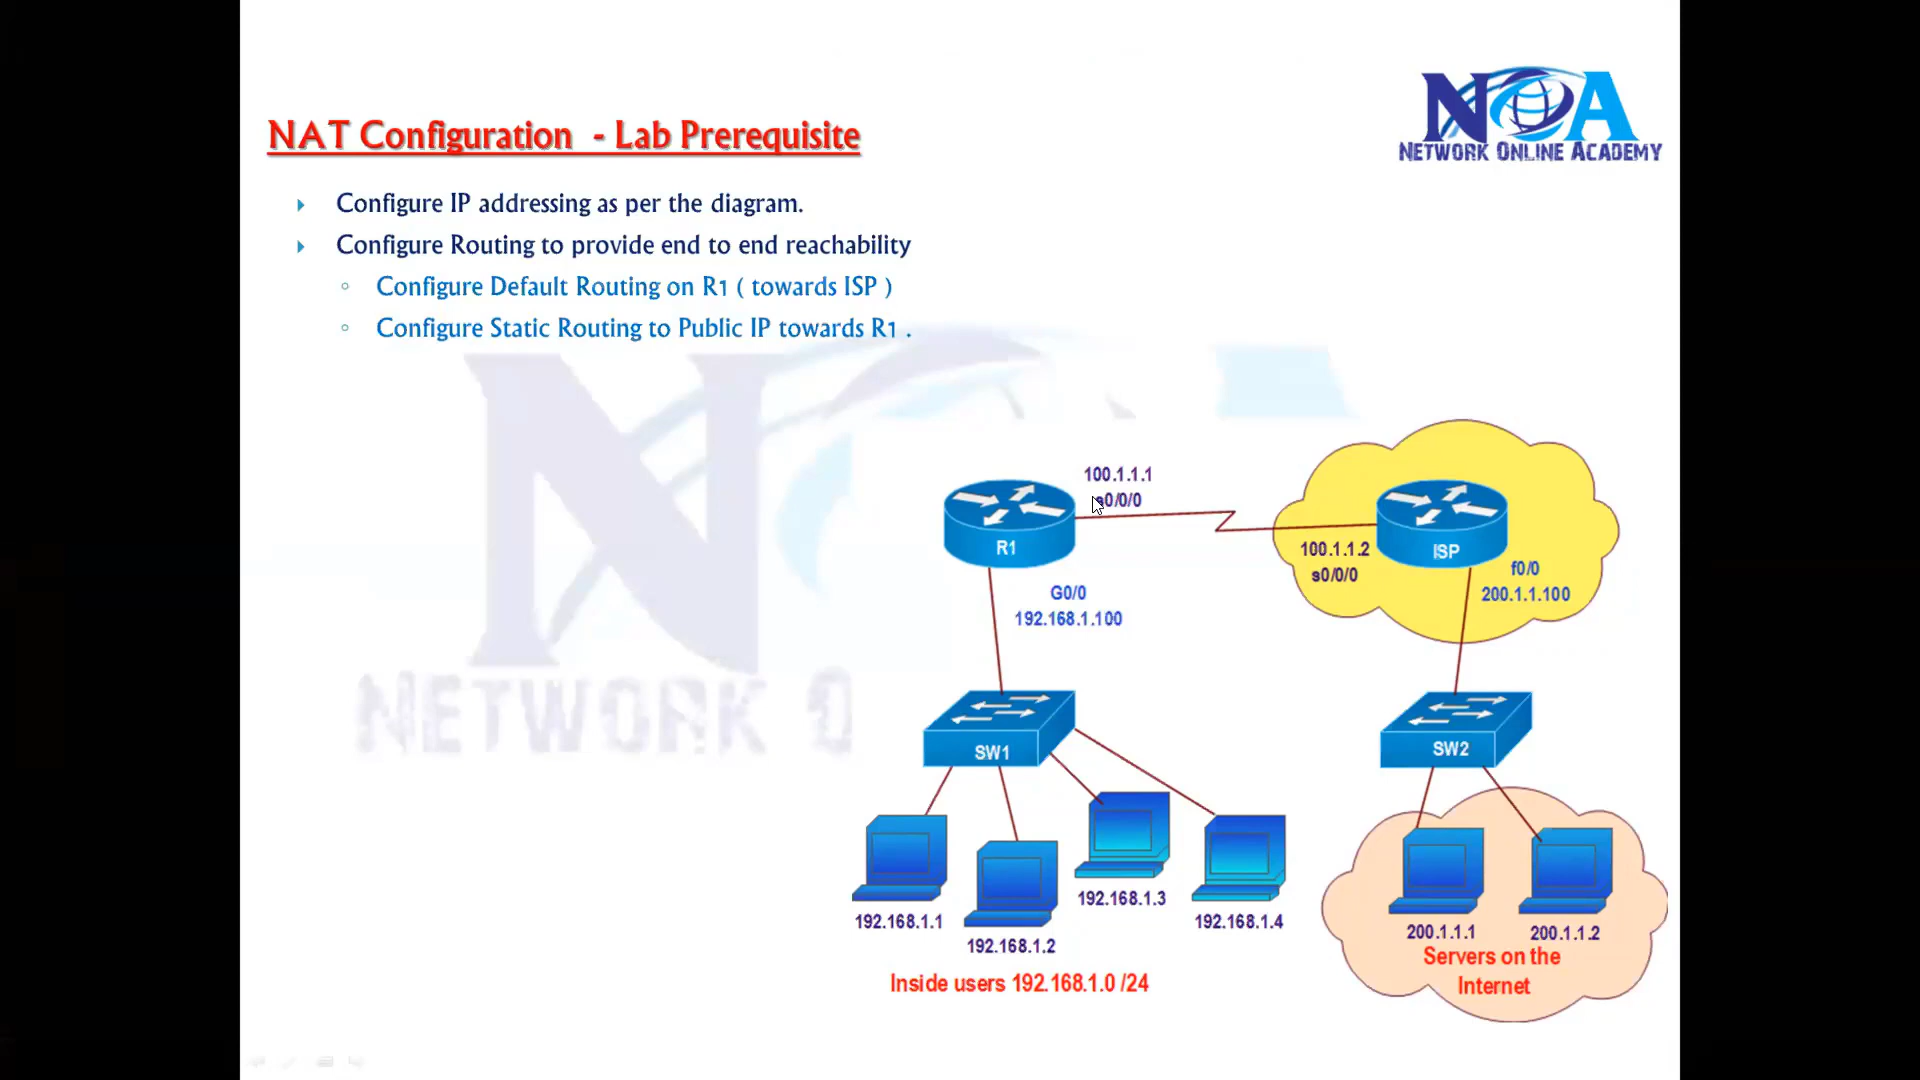 NOA
NETWORK ONLINE ACADEMY
NAT Configuration - Lab Prerequisite
Configure IP addressing as per the diagram.
Configure Routing to provide end to end reachability
Configure Default Routing on R1 ( towards ISP )
Configure Static Routing to Public IP towards R1 .
NETWORK O
100.1.1.1
s0/0/0
R1
100.1.1.2
s0/0/0
ISP
f0/0
200.1.1.100
G0/0
192.168.1.100
SW1
SW2
192.168.1.1
192.168.1.2
192.168.1.3
192.168.1.4
200.1.1.1
200.1.1.2
Servers on the
Internet
Inside users 192.168.1.0 /24